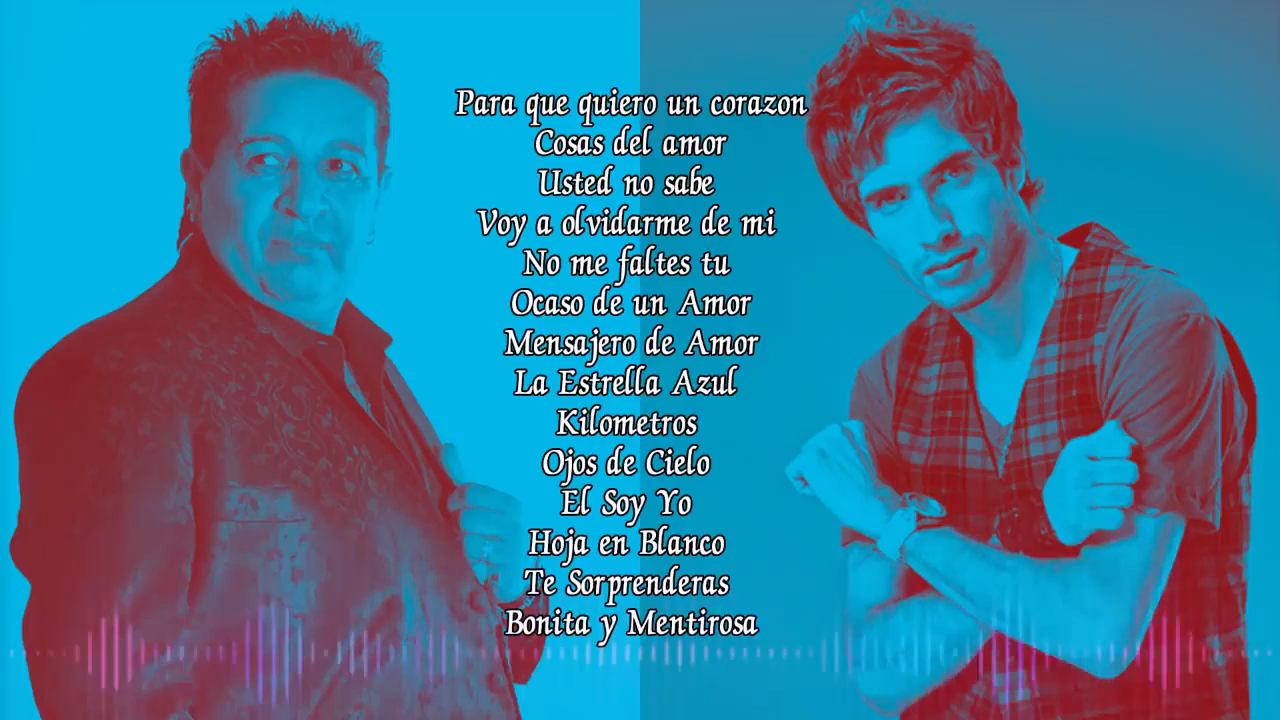 Para que quiero un corazon
Cosas del amor
Usted no sabe
Voy a olvidarme de mi
No me faltes tu
Ocaso de un Amor
Mensajero de Amor
La Estrella Azul
Kilometros
Ojos de Cielo
El Soy Yo
Hoja en Blanco
Te Sorprenderas
Bonita y Mentirosa